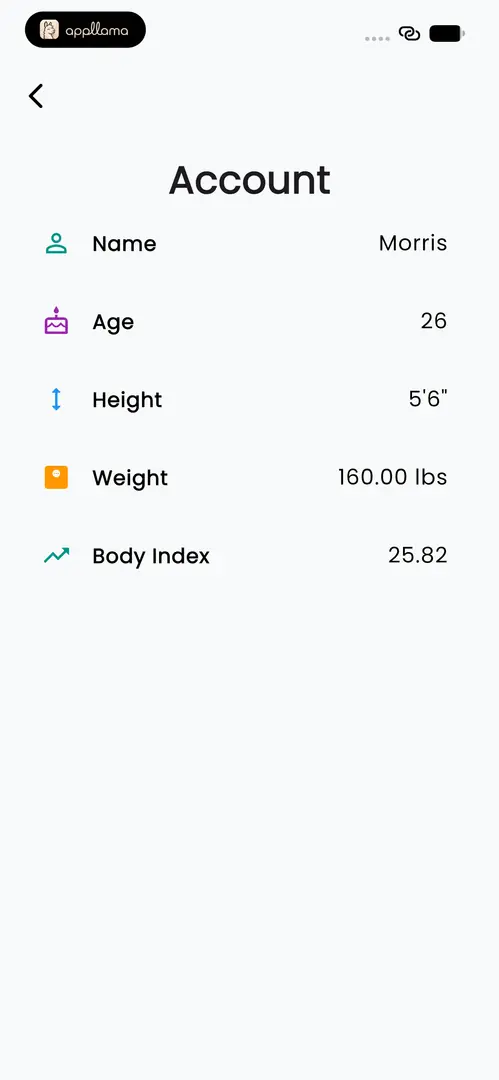 appllama
Account
Name Morris
Age 26
Height 5'6"
Weight 160.00 lbs
Body Index 25.82